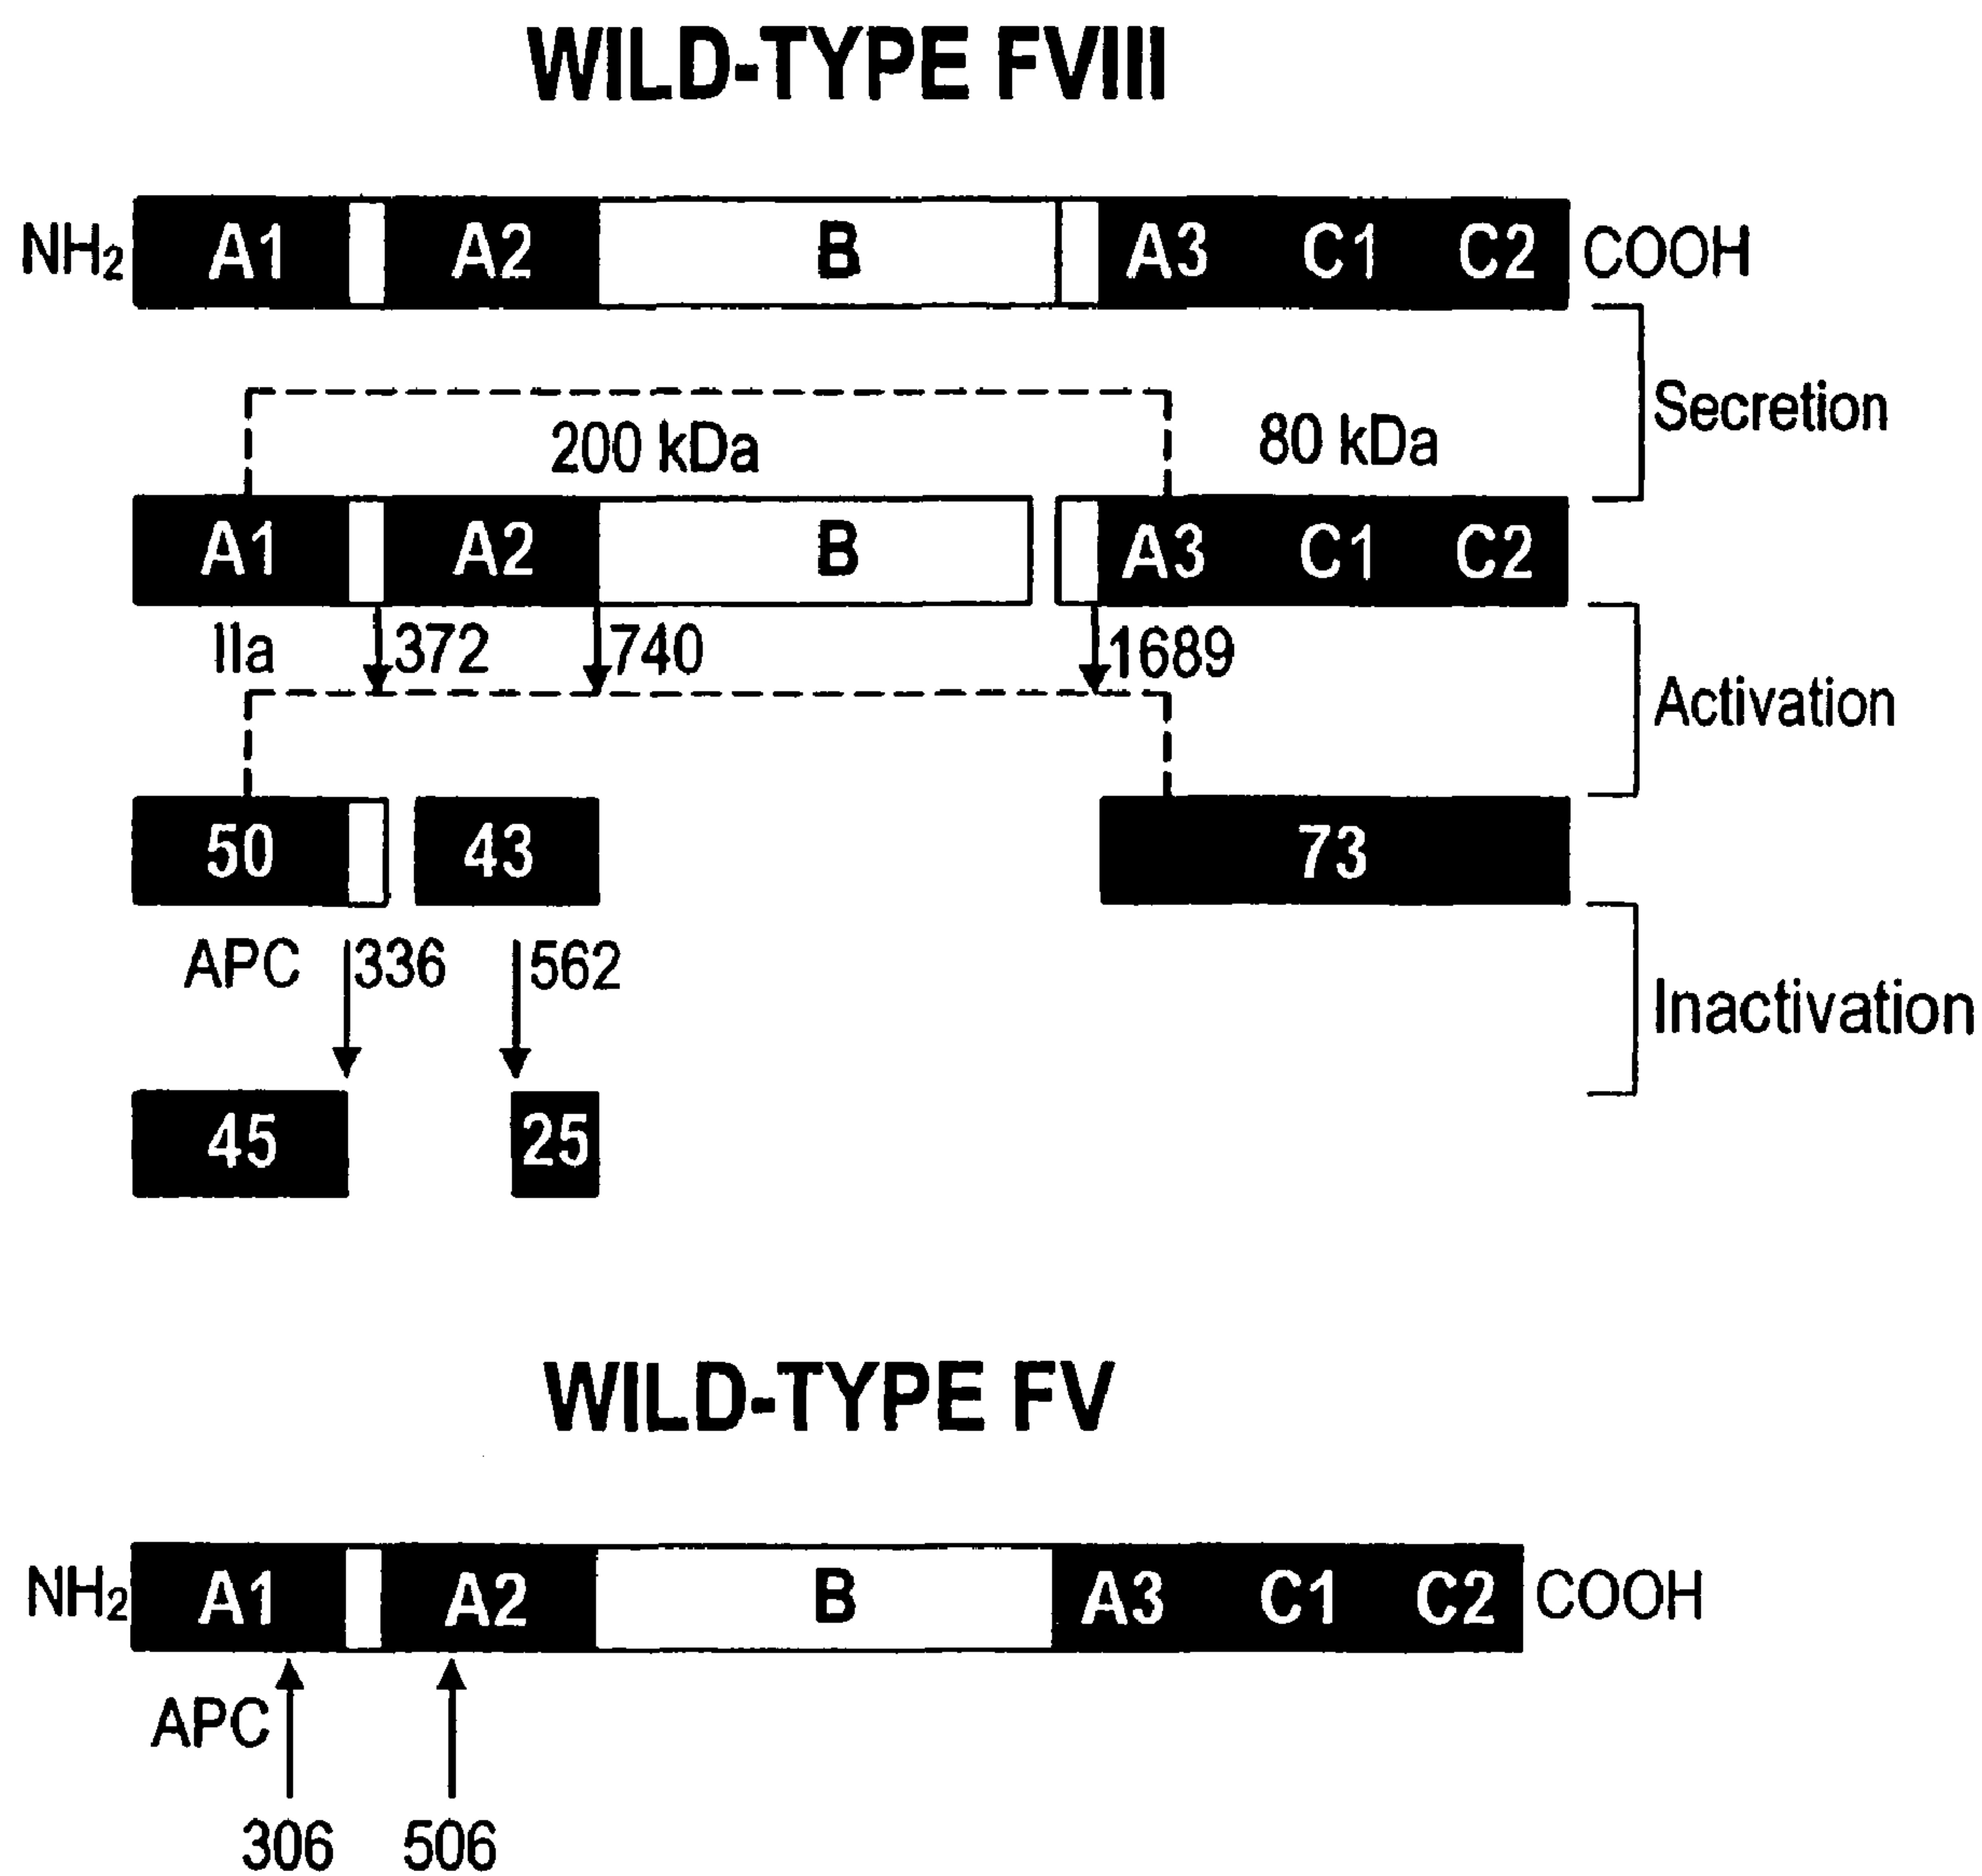 WILD-TYPE FVIII
NH2 A1 A2 B A3 C1 C2 COOH
Secretion
200 kDa 80 kDa
A1 A2 B A3 C1 C2
IIa 372 740 1689
Activation
50 43 73
APC 336 562
Inactivation
45 25
WILD-TYPE FV
NH2 A1 A2 B A3 C1 C2 COOH
APC
306 506